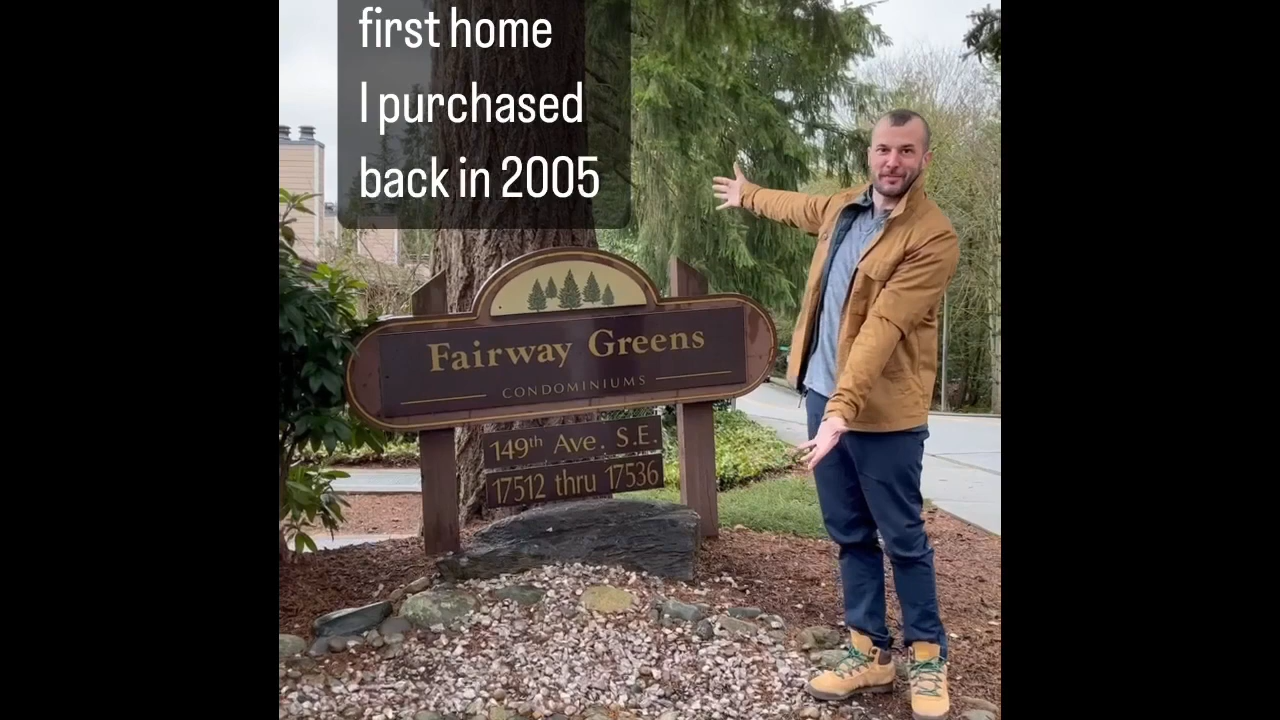 first home
I purchased
back in 2005
Fairway Greens
CONDOMINIUMS
149th Ave. S.E.
17512 thru 17536